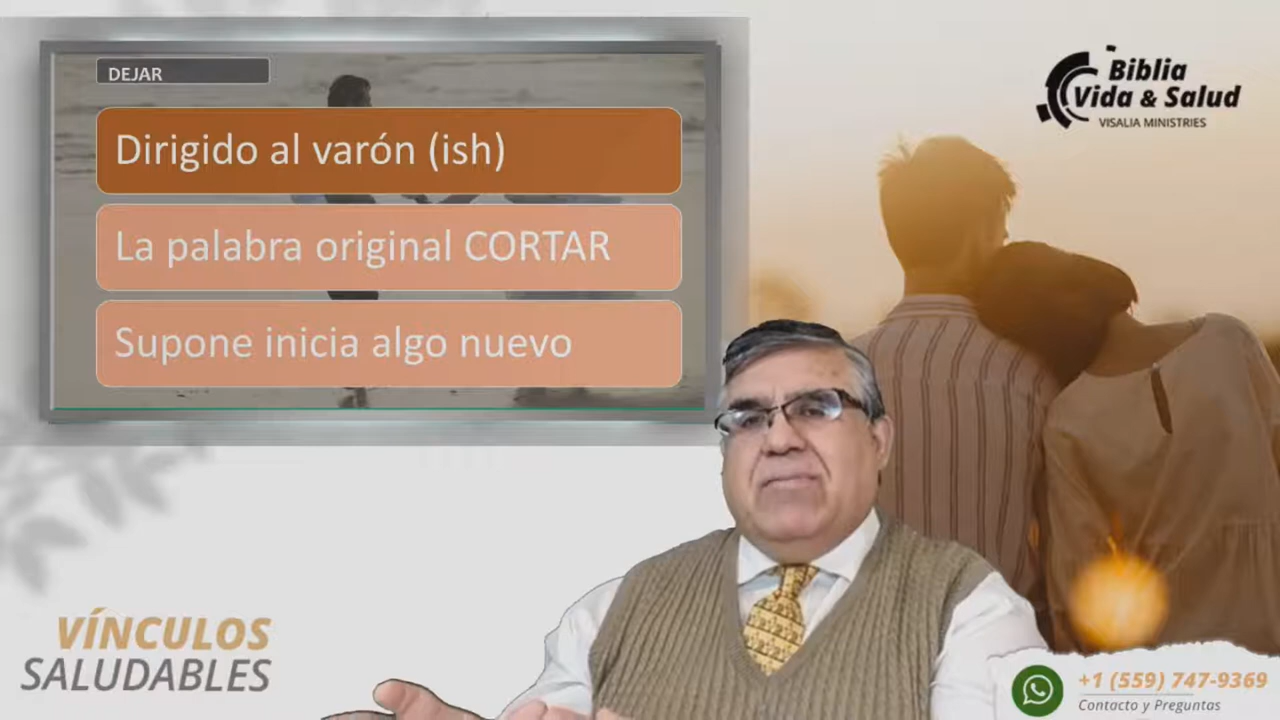 DEJAR
Dirigido al varón (ish)
La palabra original CORTAR
Supone inicia algo nuevo
Biblia
Vida & Salud
VISALIA MINISTRIES
VÍNCULOS
SALUDABLES
+1 (559) 747-9369
Contacto y Preguntas